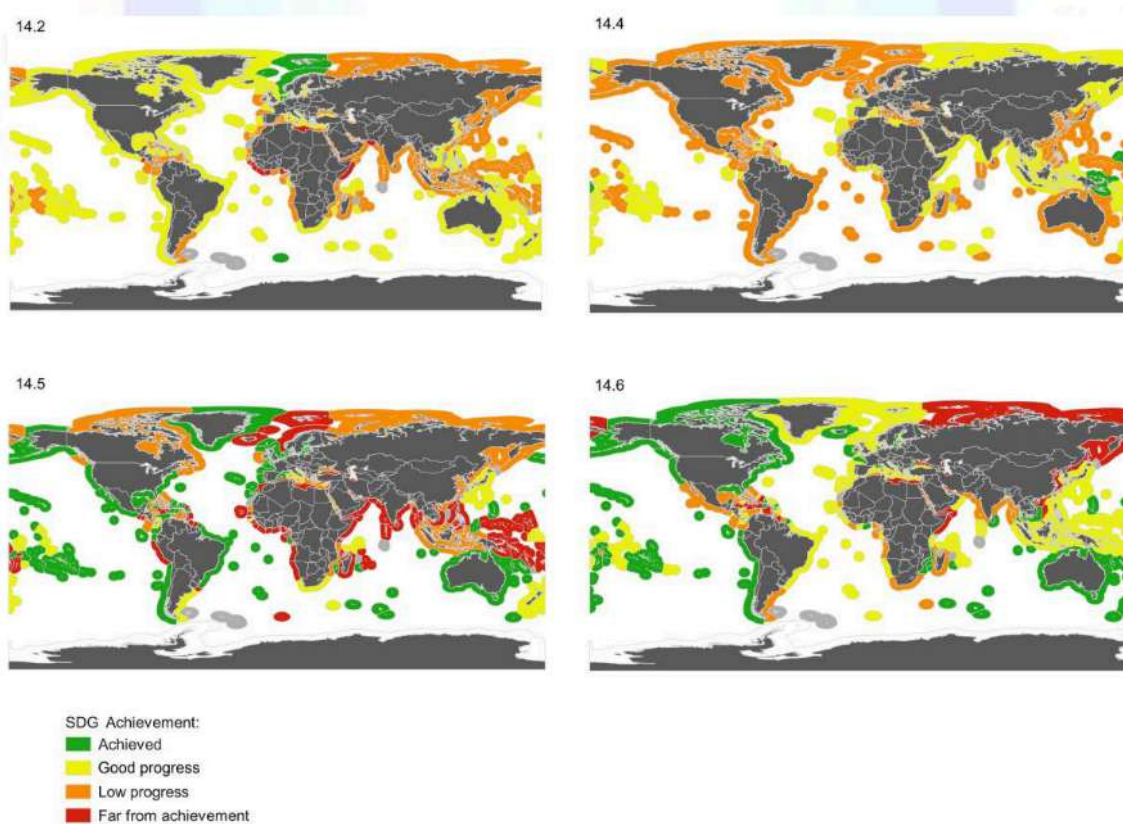 14.2
14.4
14.5
14.6
SDG Achievement:
Achieved
Good progress
Low progress
Far from achievement